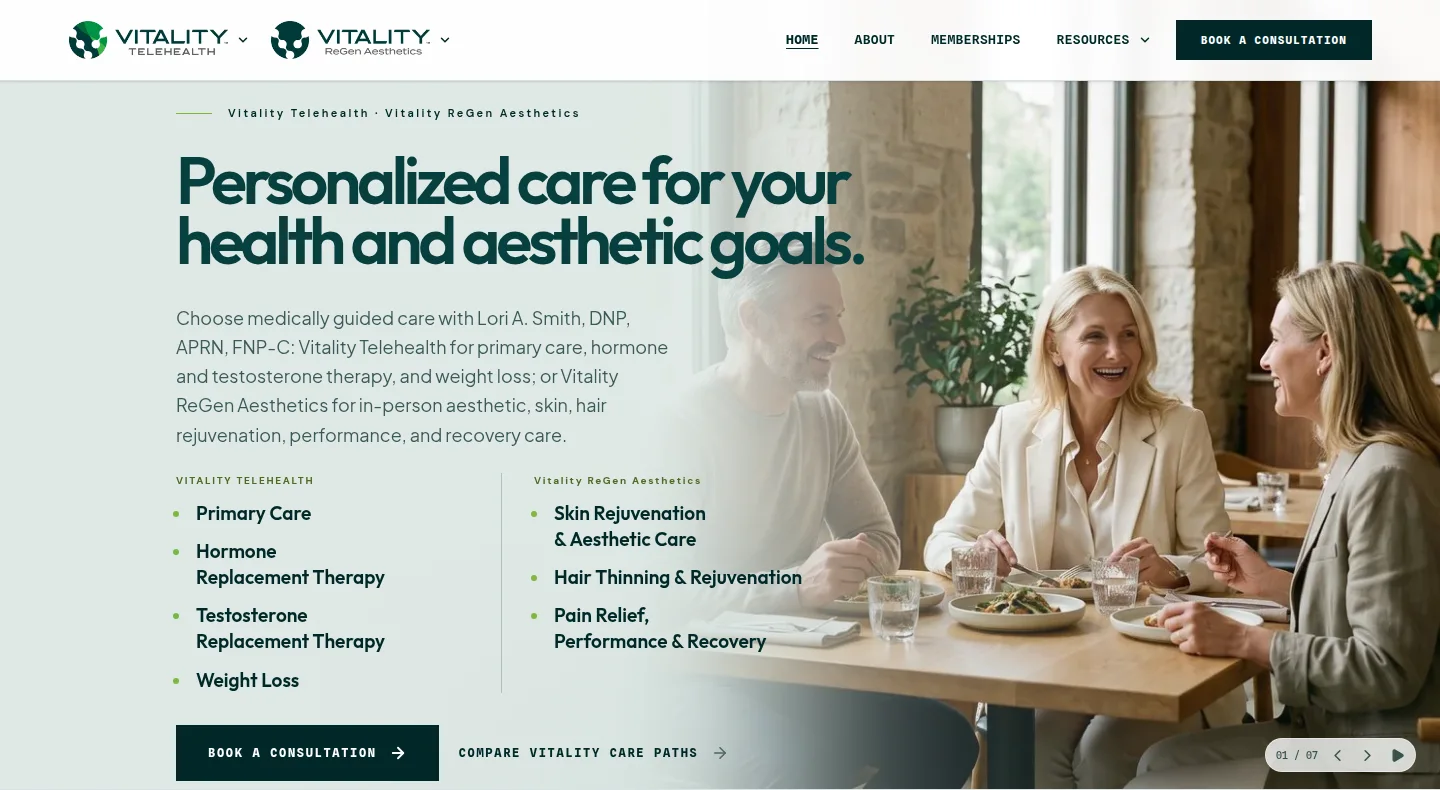 VITALITY™
TELEHEALTH
VITALITY™
ReGen Aesthetics
HOME
ABOUT
MEMBERSHIPS
RESOURCES
BOOK A CONSULTATION
Vitality Telehealth · Vitality ReGen Aesthetics
Personalized care for your
health and aesthetic goals.
Choose medically guided care with Lori A. Smith, DNP,
APRN, FNP-C: Vitality Telehealth for primary care, hormone
and testosterone therapy, and weight loss; or Vitality
ReGen Aesthetics for in-person aesthetic, skin, hair
rejuvenation, performance, and recovery care.
VITALITY TELEHEALTH
Primary Care
Hormone
Replacement Therapy
Testosterone
Replacement Therapy
Weight Loss
Vitality ReGen Aesthetics
Skin Rejuvenation
& Aesthetic Care
Hair Thinning & Rejuvenation
Pain Relief,
Performance & Recovery
BOOK A CONSULTATION
COMPARE VITALITY CARE PATHS
01 / 07